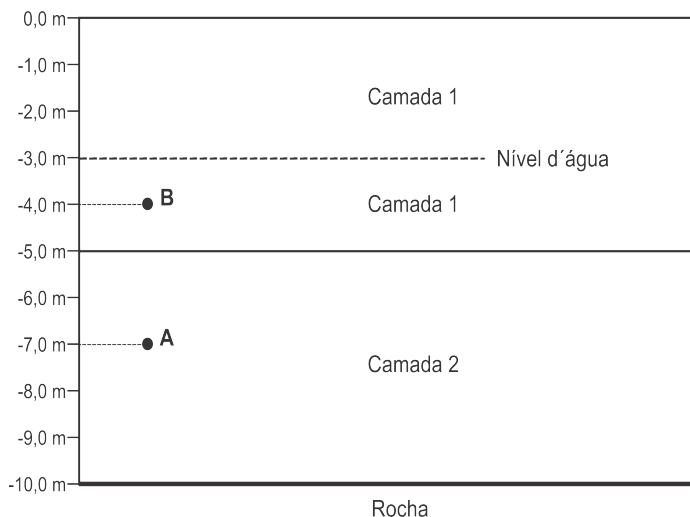 0,0 m
-1,0 m
Camada 1
-2,0 m
-3,0 m
Nível d´água
B
-4,0 m
Camada 1
-5,0 m
-6,0 m
A
-7,0 m
Camada 2
-8,0 m
-9,0 m
-10,0 m
Rocha